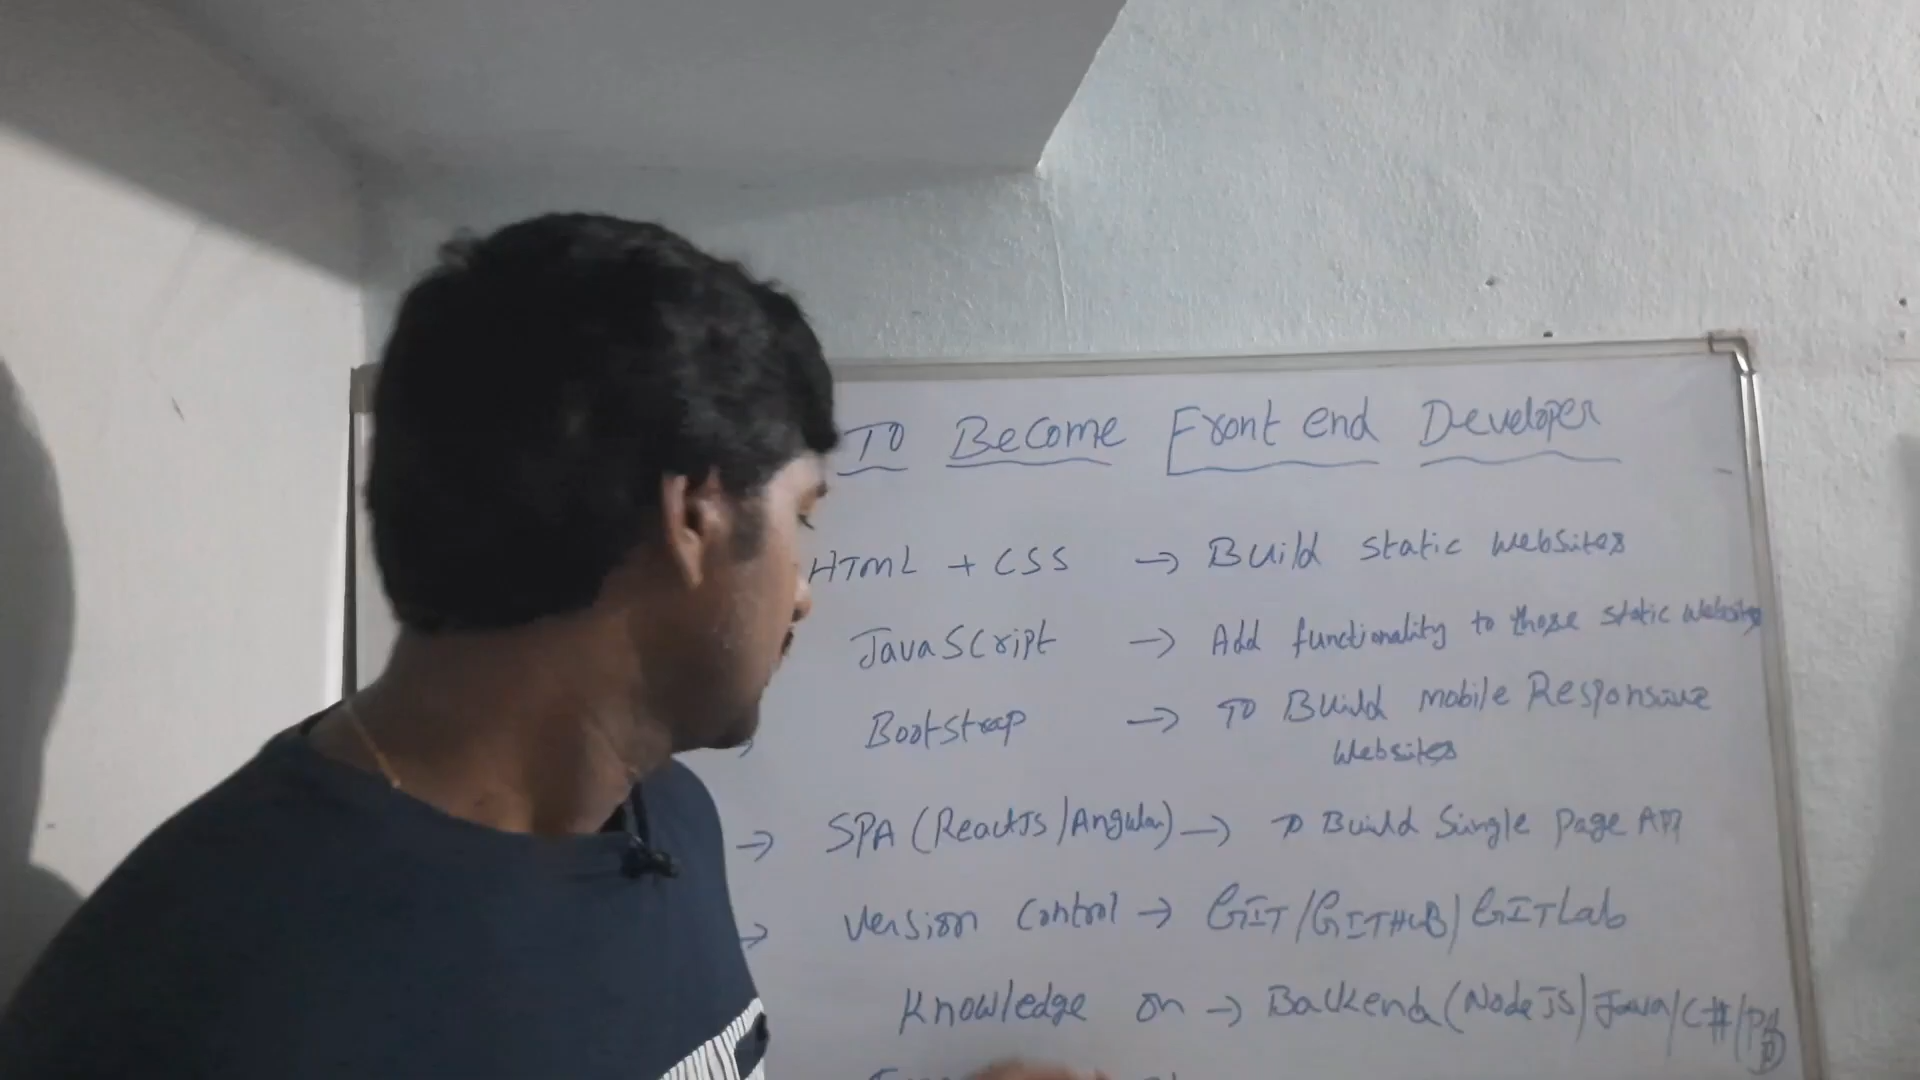 TO Become Front end Developer
HTML + CSS → Build static websites
JavaScript → Add functionality to those static websites
Bootstrap → TO Build mobile Responsive
websites
→ SPA (ReactJS/Angular) → TO Build Single page APP
→ Version Control → GIT/GITHUB/GITLab
Knowledge on → Backend (NodeJS/Java/C#/